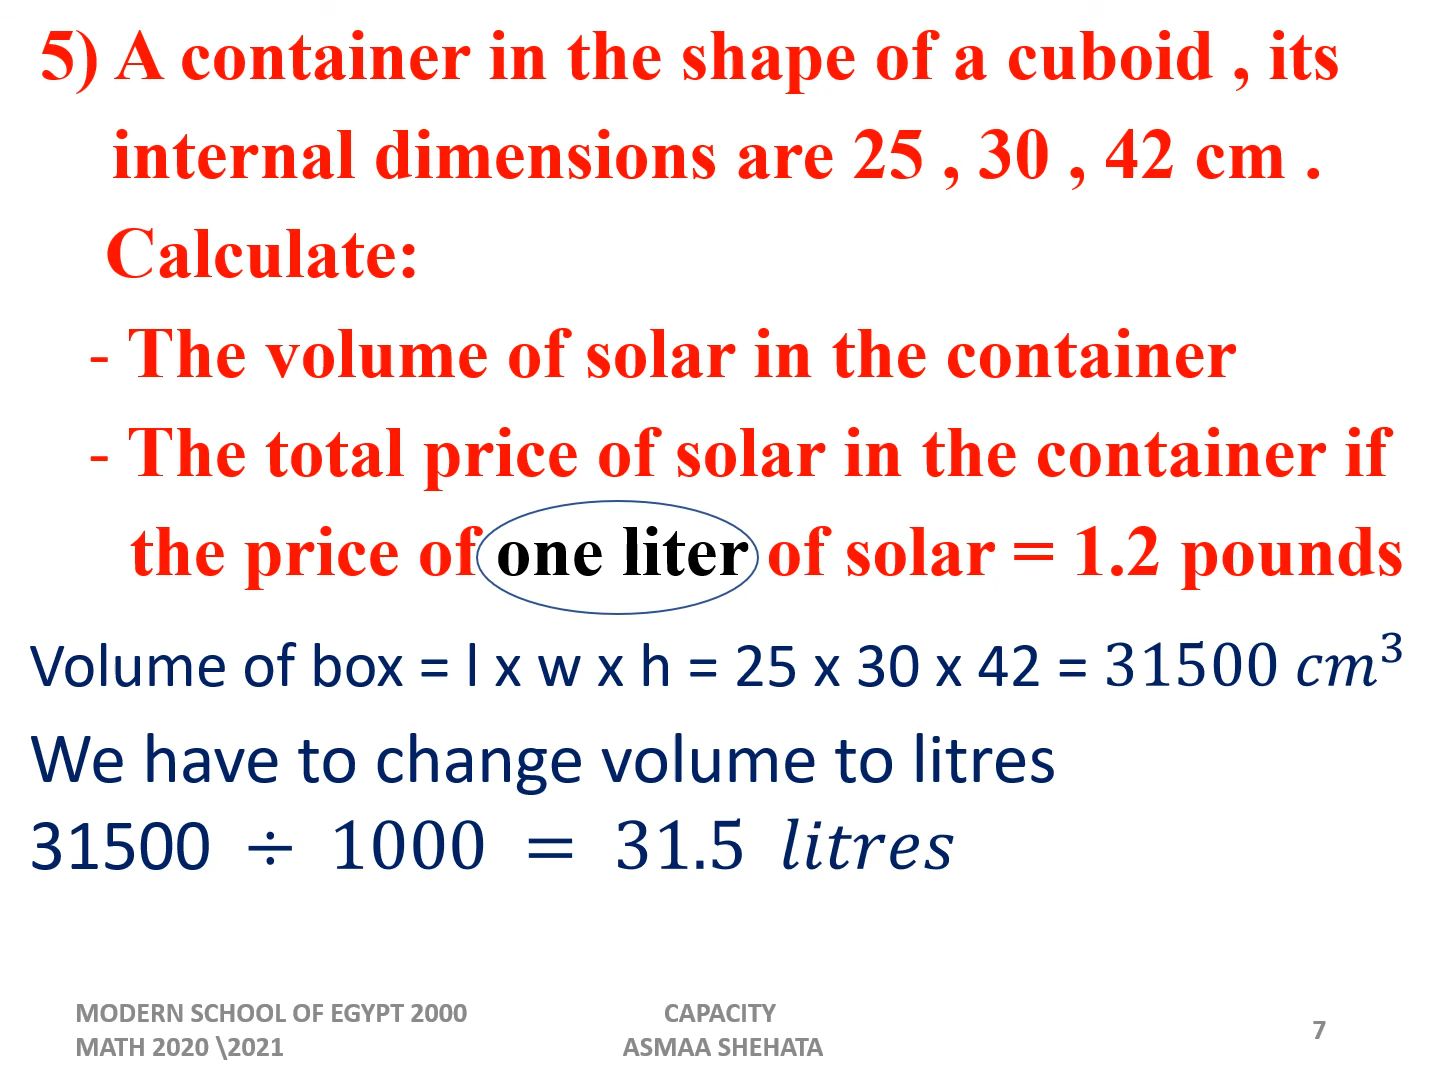 5) A container in the shape of a cuboid , its
internal dimensions are 25 , 30 , 42 cm .
Calculate:
- The volume of solar in the container
- The total price of solar in the container if
the price of one liter of solar = 1.2 pounds
Volume of box = l x w x h = 25 x 30 x 42 = 31500 cm³
We have to change volume to litres
31500 ÷ 1000 = 31.5 litres
MODERN SCHOOL OF EGYPT 2000
MATH 2020 \2021
CAPACITY
ASMAA SHEHATA
7